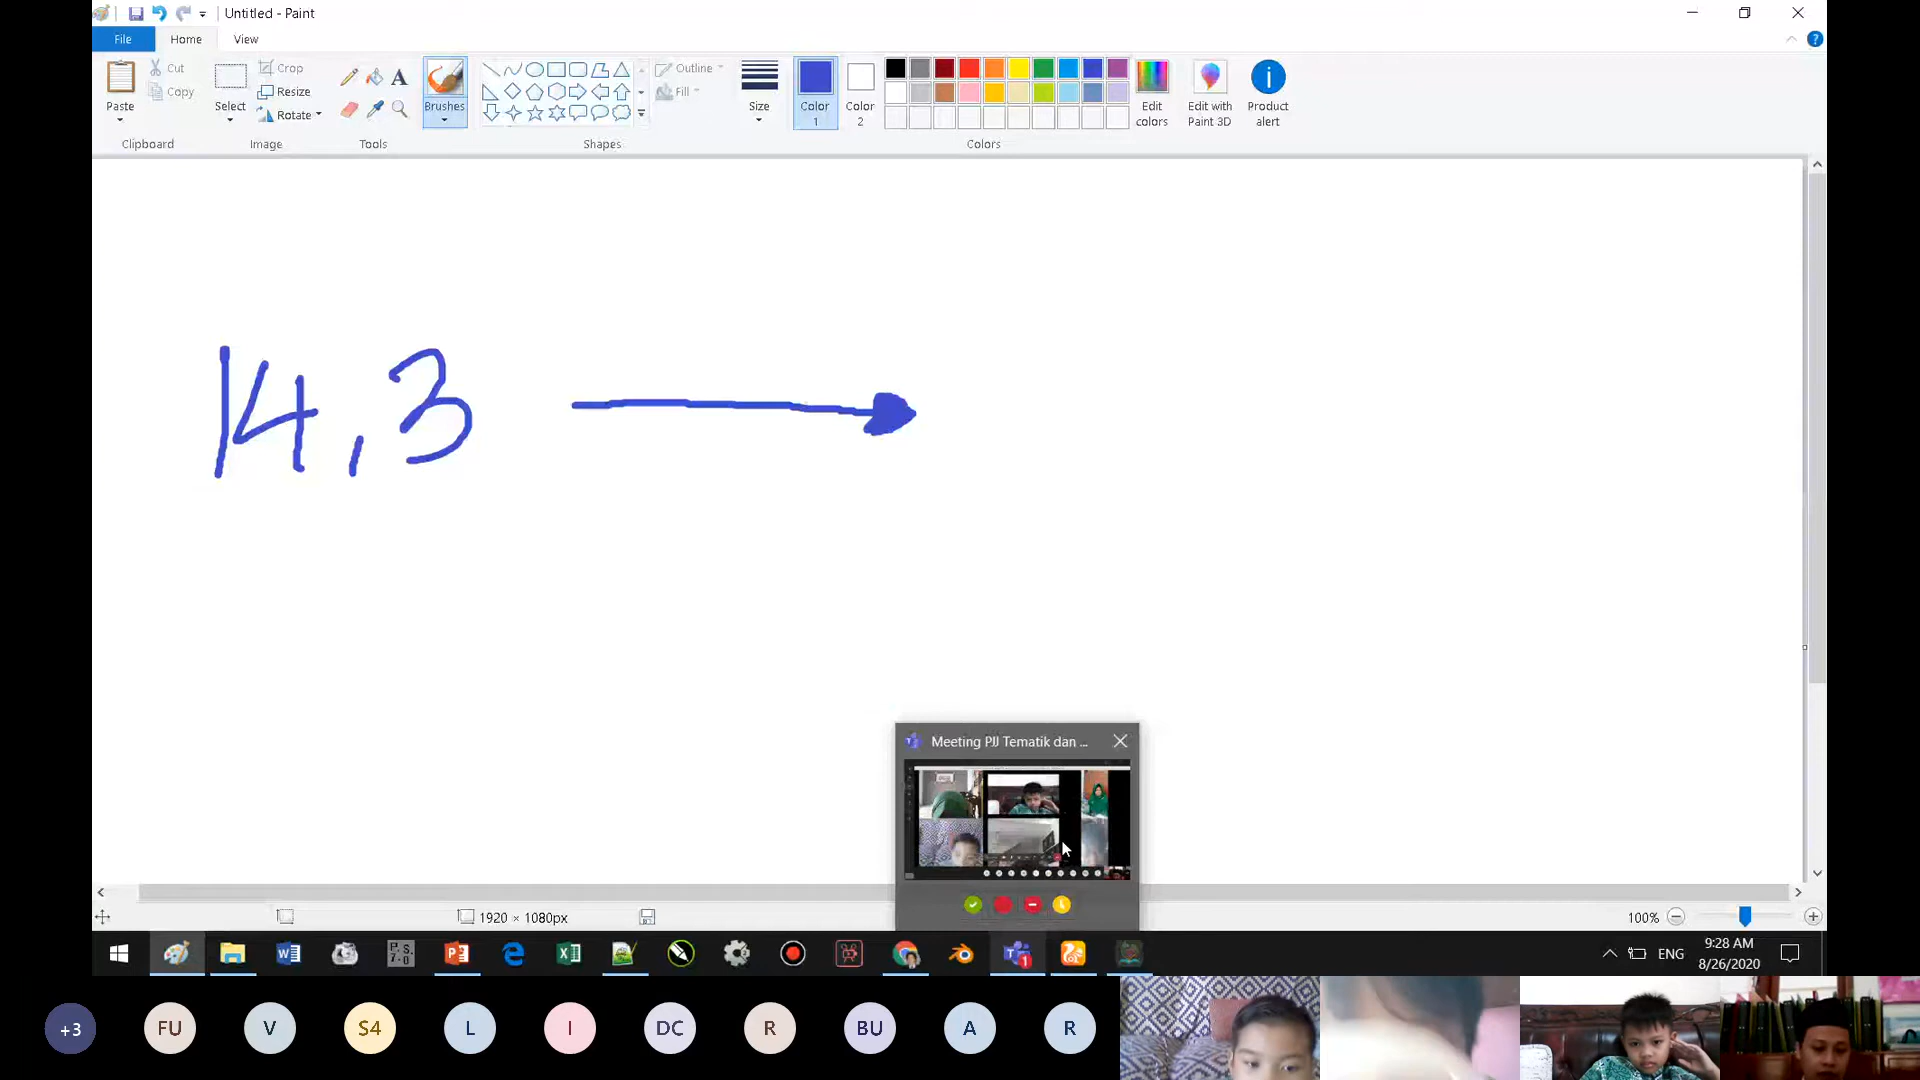 Untitled - Paint
File Home View
Paste
Cut
Copy
Clipboard
Select
Crop
Resize
Rotate
Image
Tools
Brushes
Shapes
Outline
Fill
Size
Color 1
Color 2
Edit colors
Colors
Edit with Paint 3D
Product alert
14,3
Meeting PJJ Tematik dan ...
1920 × 1080px
100%
P.S. 7.0
ENG
9:28 AM
8/26/2020
+3 FU V S4 L I DC R BU A R